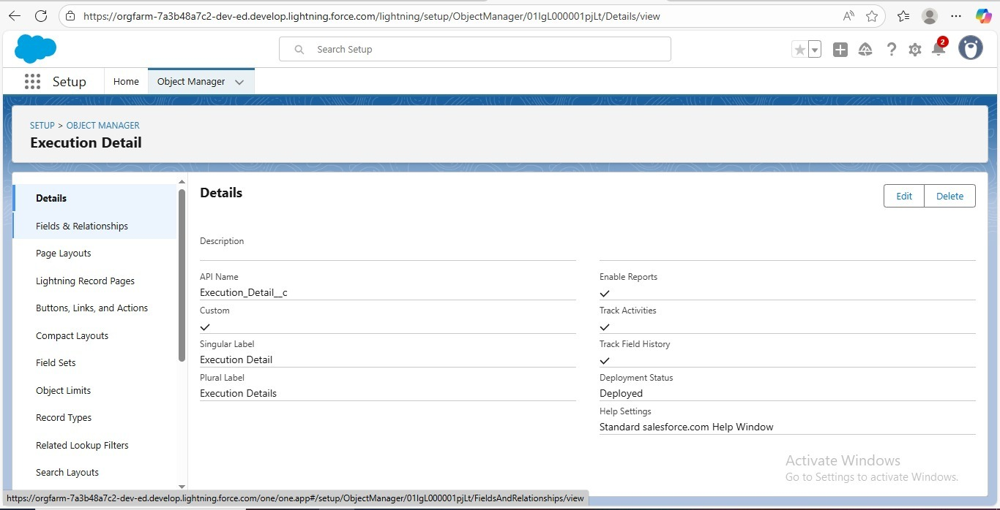 https://orgfarm-7a3b48a7c2-dev-ed.develop.lightning.force.com/lightning/setup/ObjectManager/01IgL000001pjLt/Details/view
Search Setup
2
Setup
Home
Object Manager
SETUP > OBJECT MANAGER
Execution Detail
Details
Fields & Relationships
Page Layouts
Lightning Record Pages
Buttons, Links, and Actions
Compact Layouts
Field Sets
Object Limits
Record Types
Related Lookup Filters
Search Layouts
Details
Edit
Delete
Description
API Name
Execution_Detail__c
Custom
Singular Label
Execution Detail
Plural Label
Execution Details
Enable Reports
Track Activities
Track Field History
Deployment Status
Deployed
Help Settings
Standard salesforce.com Help Window
Activate Windows
Go to Settings to activate Windows.
https://orgfarm-7a3b48a7c2-dev-ed.develop.lightning.force.com/one/one.app#/setup/ObjectManager/01IgL000001pjLt/FieldsAndRelationships/view